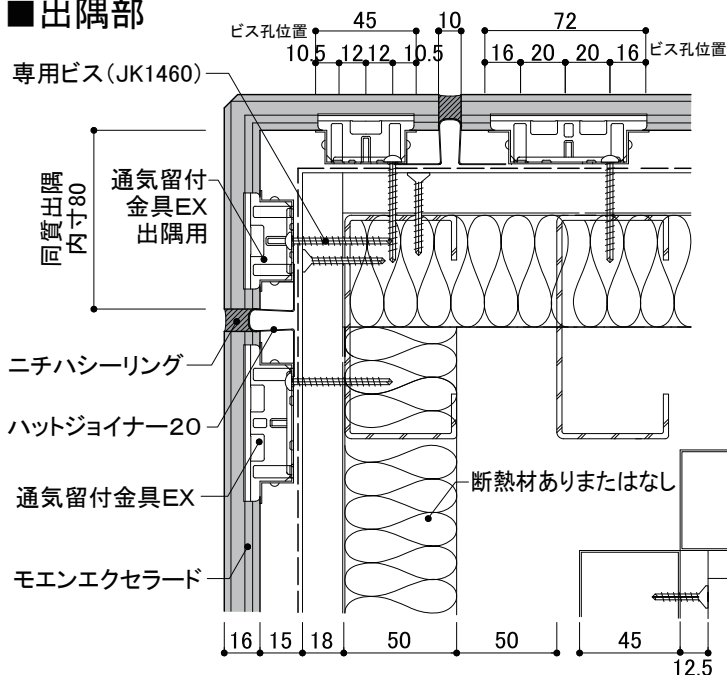 ■出隅部
45
10
72
ビス孔位置
10.5 12 12 10.5
16 20 20 16
ビス孔位置
専用ビス(JK1460)
同質出隅
内寸80
通気留付
金具EX
出隅用
ニチハシーリング
ハットジョイナー20
通気留付金具EX
断熱材ありまたはなし
モエンエクセラード
16 15 18 50 50 45
12.5